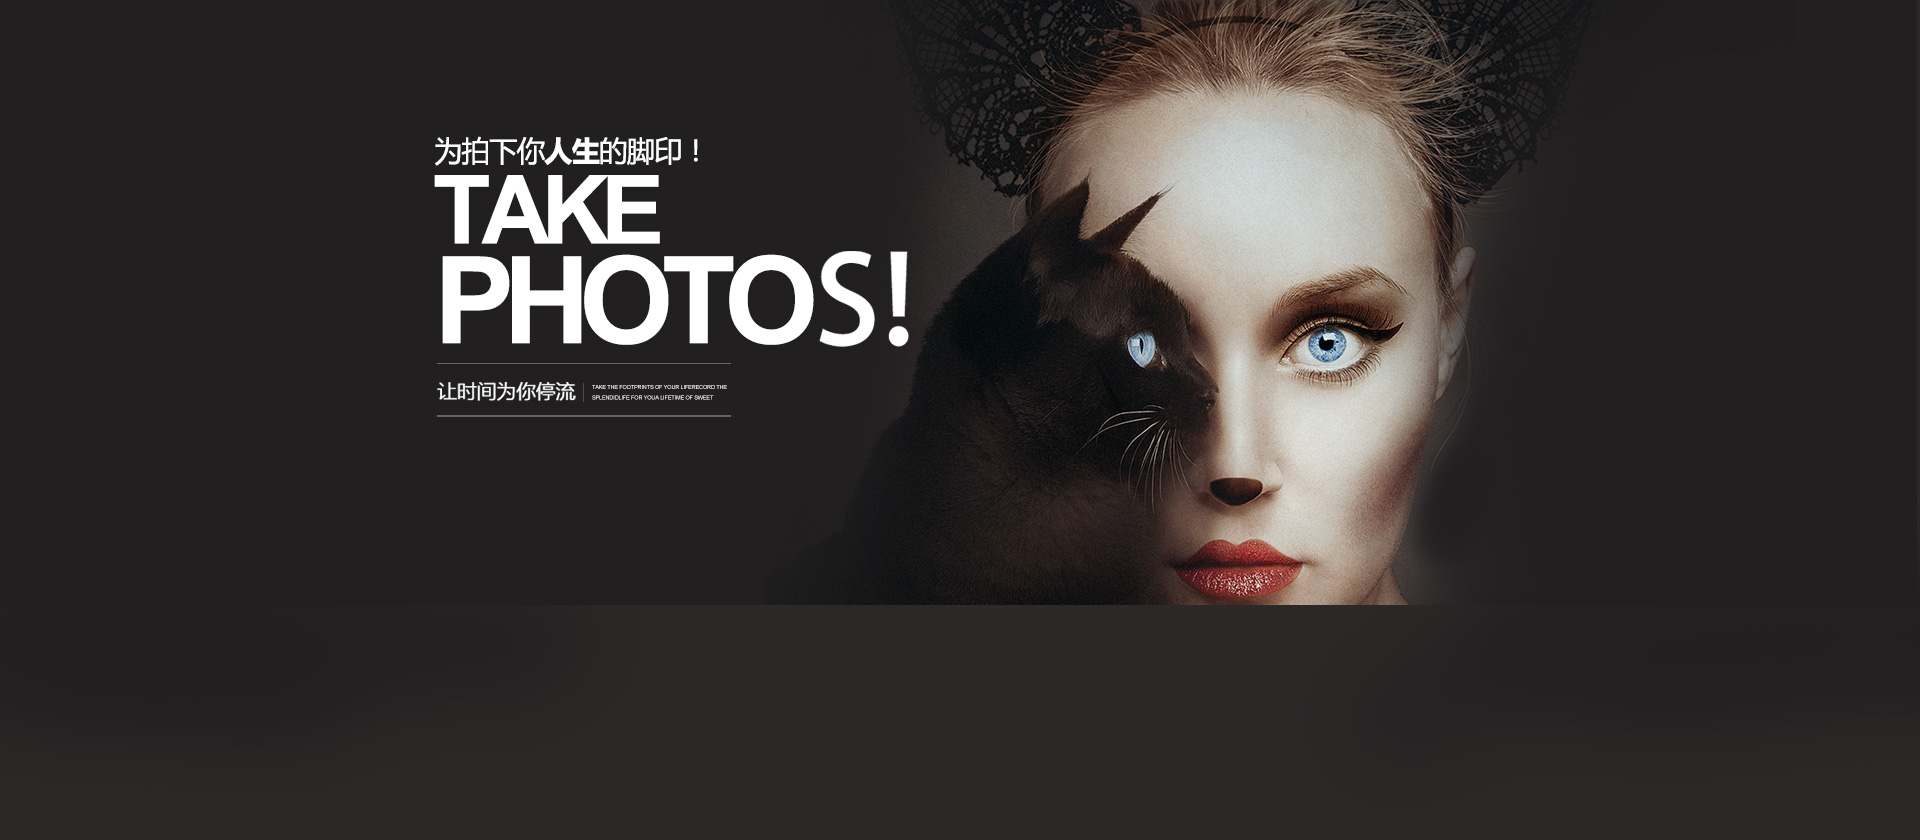 为拍下你人生的脚印！
TAKE
PHOTOS!
让时间为你停流
TAKE THE FOOTPRINTS OF YOUR LIFERECORD THE
SPLENDIDLIFE FOR YOUA LIFETIME OF SWEET